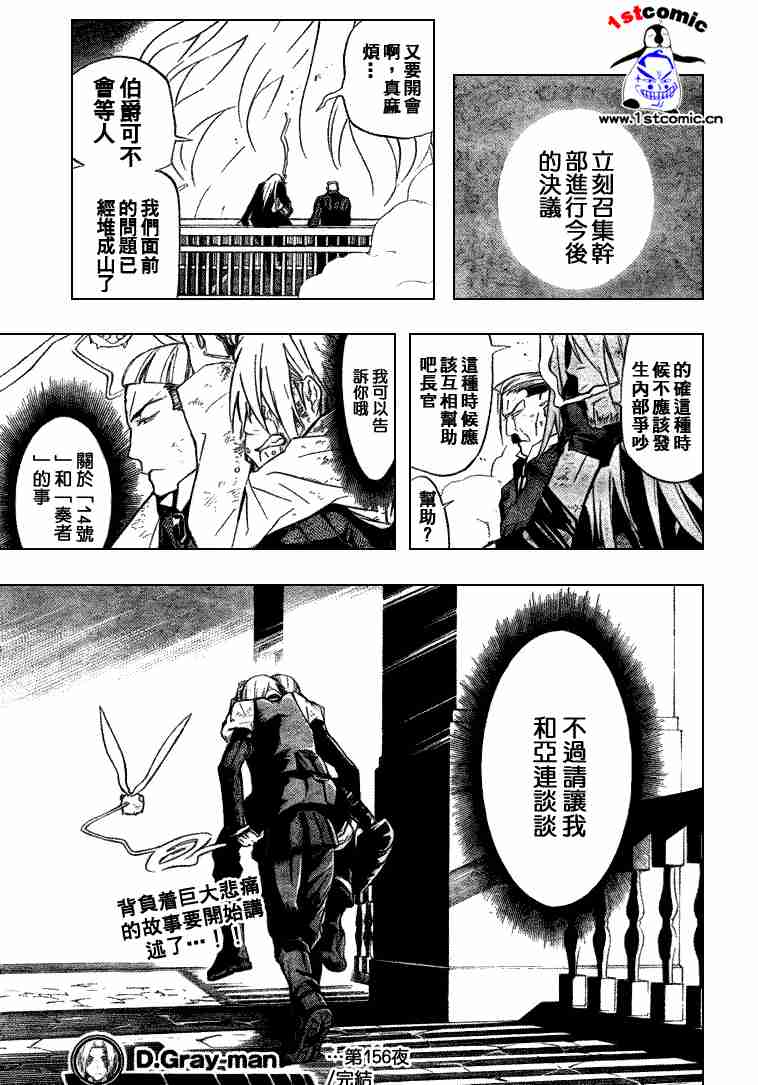 1stcomic
www.1stcomic.cn
立刻召集幹
部進行今後
的決議
又要開會
啊，真麻
煩…
伯爵可不
會等人
我們面前
的問題已
經堆成山了
的確這種時
候不應該發
生內部爭吵
這種時候應
該互相幫助
吧長官
幫助？
我可以告
訴你哦
關於「14號
」和「奏者
」的事
不過請讓我
和亞連談談
背負着巨大悲痛
的故事要開始講
述了…！！
D.Gray-man
…第156夜
/完結